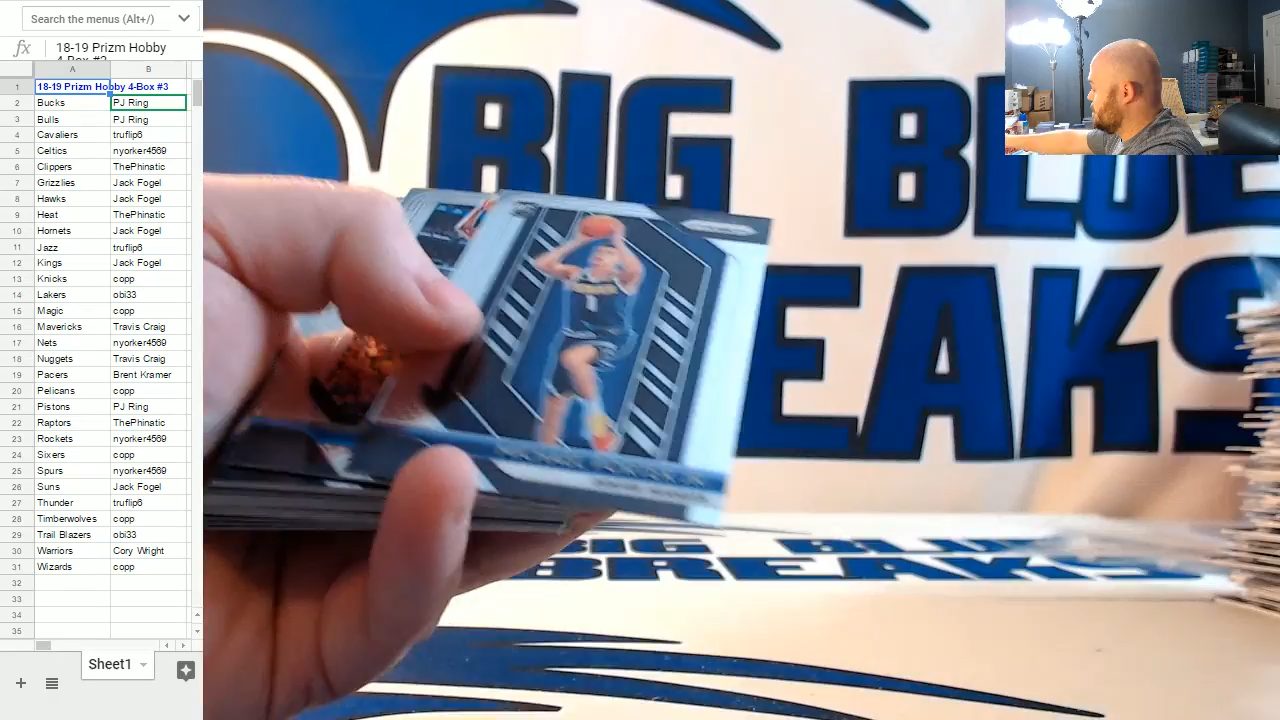 Search the menus (Alt+/)
fx 18-19 Prizm Hobby
A B
1 18-19 Prizm Hobby 4-Box #3
2 Bucks PJ Ring
3 Bulls PJ Ring
4 Cavaliers truflip6
5 Celtics nyorker4569
6 Clippers ThePhinatic
7 Grizzlies Jack Fogel
8 Hawks Jack Fogel
9 Heat ThePhinatic
10 Hornets Jack Fogel
11 Jazz truflip6
12 Kings Jack Fogel
13 Knicks copp
14 Lakers obi33
15 Magic copp
16 Mavericks Travis Craig
17 Nets nyorker4569
18 Nuggets Travis Craig
19 Pacers Brent Kramer
20 Pelicans copp
21 Pistons PJ Ring
22 Raptors ThePhinatic
23 Rockets nyorker4569
24 Sixers copp
25 Spurs nyorker4569
26 Suns Jack Fogel
27 Thunder truflip6
28 Timberwolves copp
29 Trail Blazers obi33
30 Warriors Cory Wright
31 Wizards copp
32
33
34
35
Sheet1
BIG BLUE
BIG BLUE
BREAKS